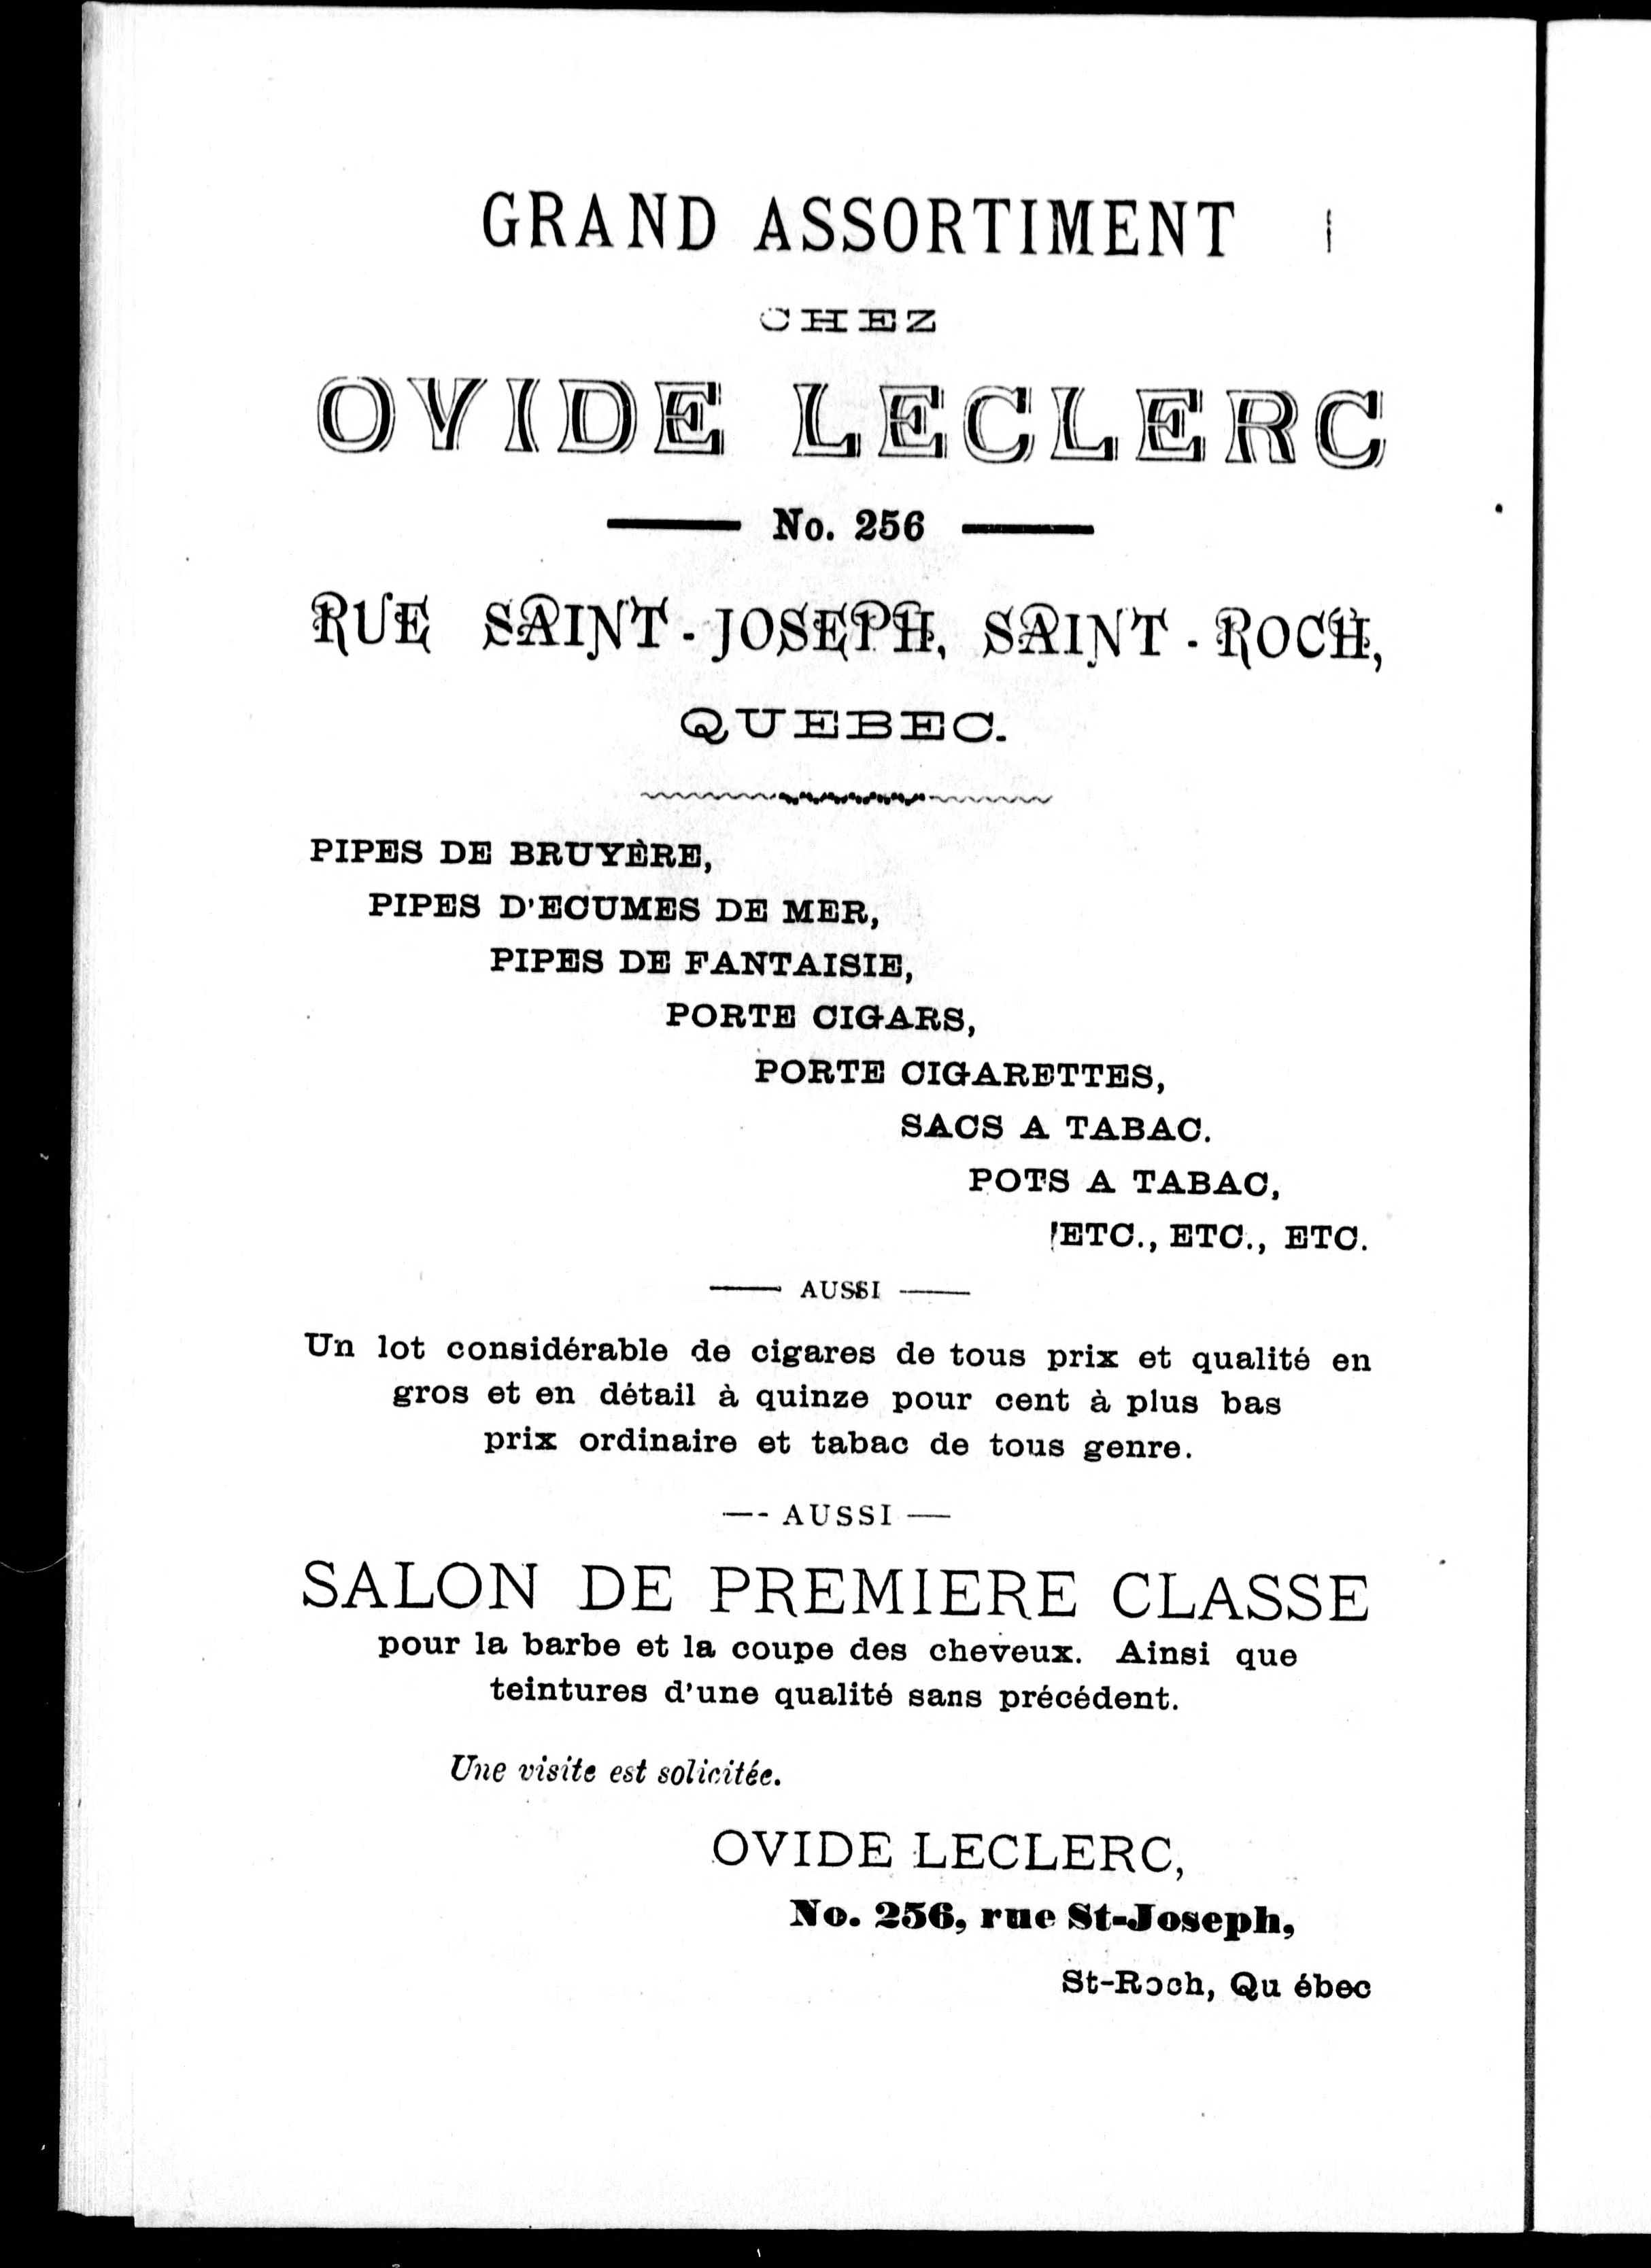 GRAND ASSORTIMENT
CHEZ
OVIDE LECLERC
No. 256
RUE SAINT-JOSEPH, SAINT-ROCH,
QUEBEC.
PIPES DE BRUYÈRE,
PIPES D'ECUMES DE MER,
PIPES DE FANTAISIE,
PORTE CIGARS,
PORTE CIGARETTES,
SACS A TABAC.
POTS A TABAC,
ETC., ETC., ETC.
— AUSSI —
Un lot considérable de cigares de tous prix et qualité en
gros et en détail à quinze pour cent à plus bas
prix ordinaire et tabac de tous genre.
— AUSSI —
SALON DE PREMIERE CLASSE
pour la barbe et la coupe des cheveux. Ainsi que
teintures d'une qualité sans précédent.
Une visite est solicitée.
OVIDE LECLERC,
No. 256, rue St-Joseph,
St-Roch, Qu ébec